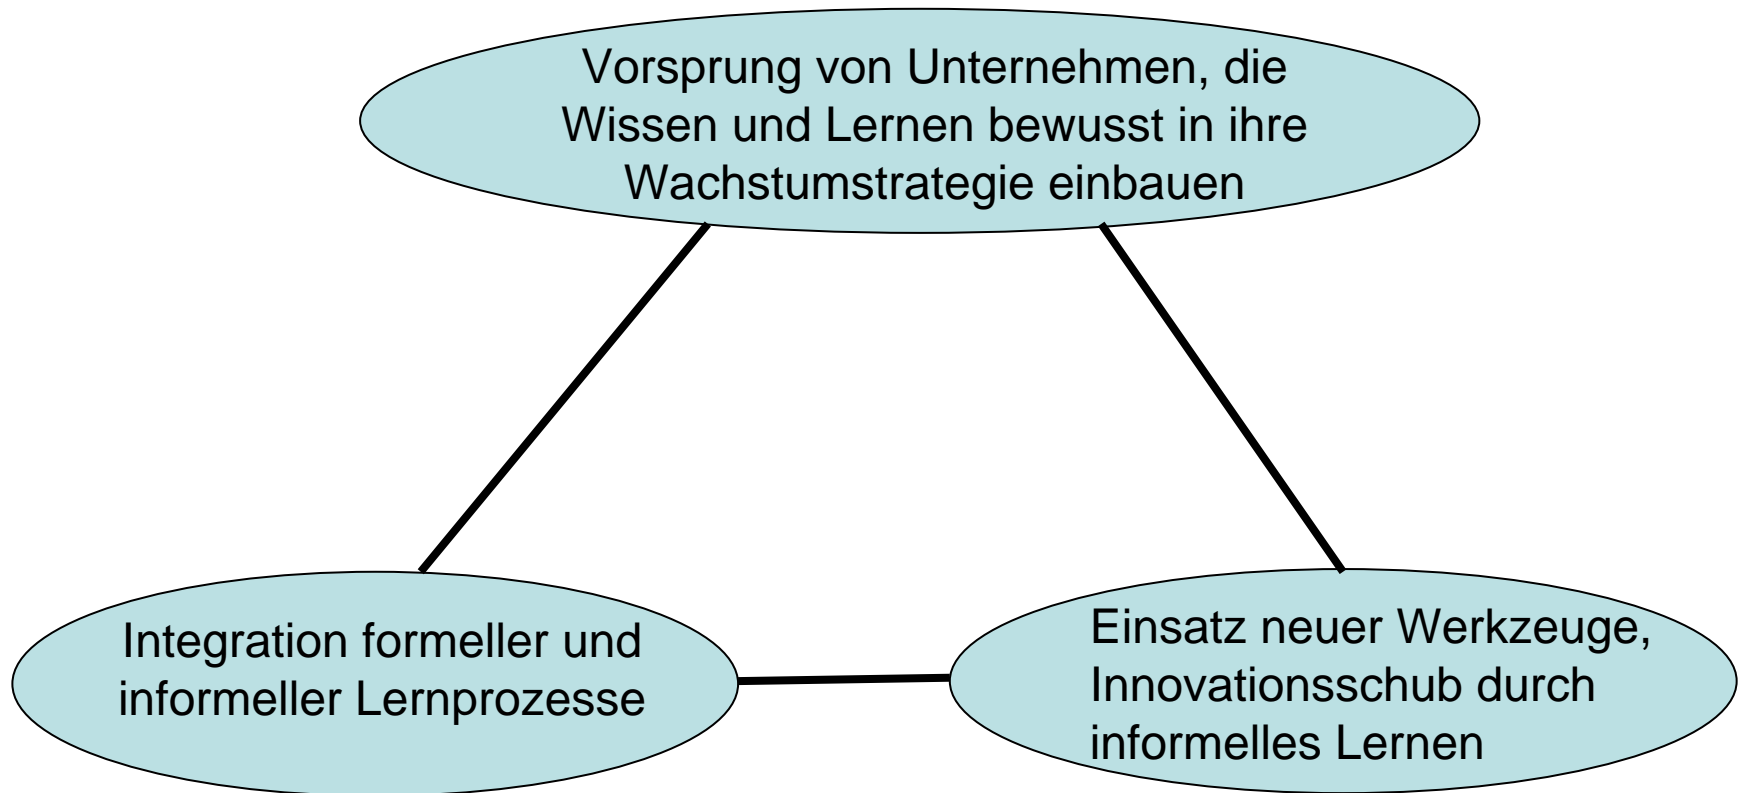 Vorsprung von Unternehmen, die
Wissen und Lernen bewusst in ihre
Wachstumstrategie einbauen
Integration formeller und
informeller Lernprozesse
Einsatz neuer Werkzeuge,
Innovationsschub durch
informelles Lernen